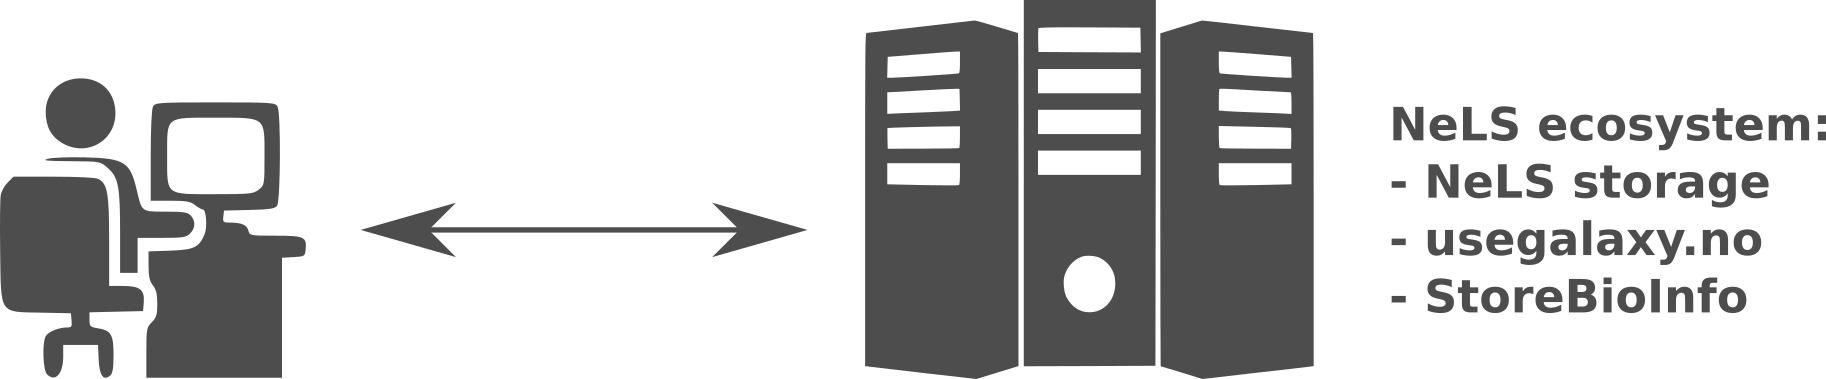 NeLS ecosystem:
- NeLS storage
- usegalaxy.no
- StoreBioInfo